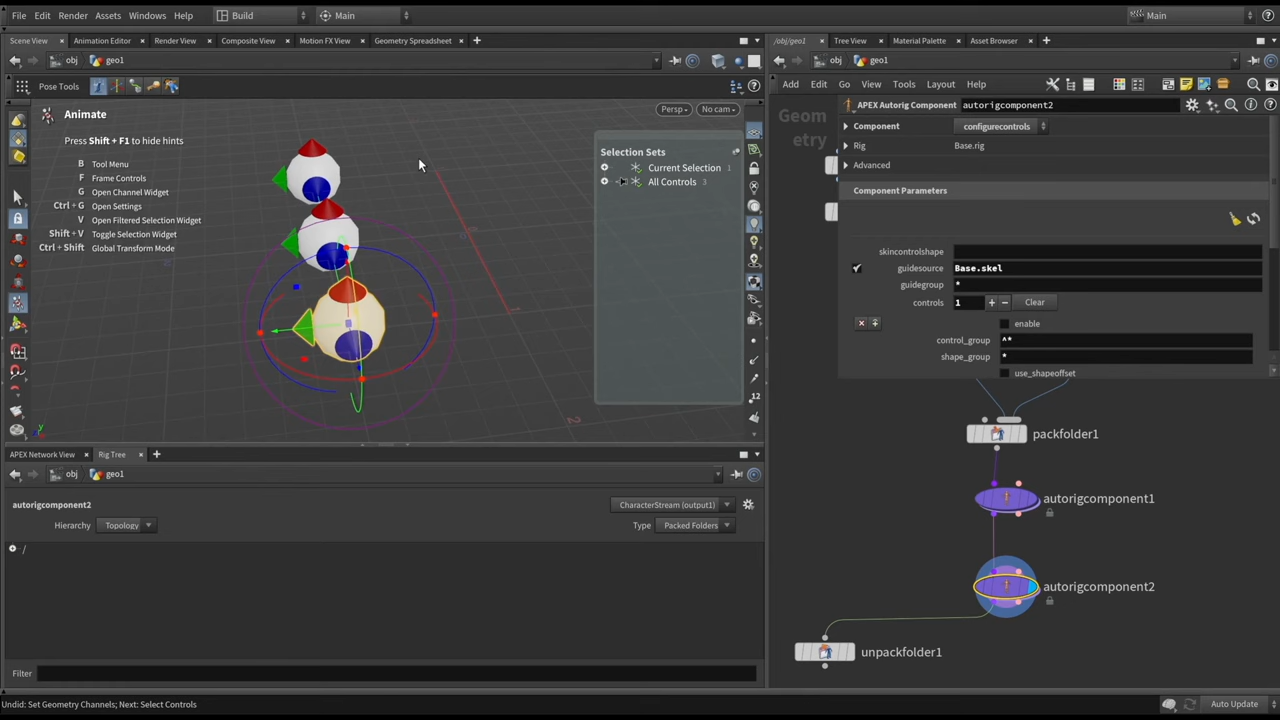 File Edit Render Assets Windows Help Build Main Main
Scene View Animation Editor Render View Composite View Motion FX View Geometry Spreadsheet
/obj/geo1 Tree View Material Palette Asset Browser
obj geo1
obj geo1
Pose Tools
Add Edit Go View Tools Layout Help
Persp No cam
Animate
Press Shift + F1 to hide hints
B Tool Menu
F Frame Controls
G Open Channel Widget
Ctrl + G Open Settings
V Open Filtered Selection Widget
Shift + V Toggle Selection Widget
Ctrl + Shift Global Transform Mode
Selection Sets
Current Selection 1
All Controls 3
Geom
etry
APEX Autorig Component autorigcomponent2
Component configurecontrols
Rig Base.rig
Advanced
Component Parameters
skincontrolshape
guidesource Base.skel
guidegroup *
controls 1 + − Clear
enable
control_group ^*
shape_group *
use_shapeoffset
12
packfolder1
autorigcomponent1
autorigcomponent2
unpackfolder1
APEX Network View Rig Tree
obj geo1
autorigcomponent2 CharacterStream (output1)
Hierarchy Topology Type Packed Folders
/
Filter
Undo: Set Geometry Channels; Next: Select Controls
Auto Update